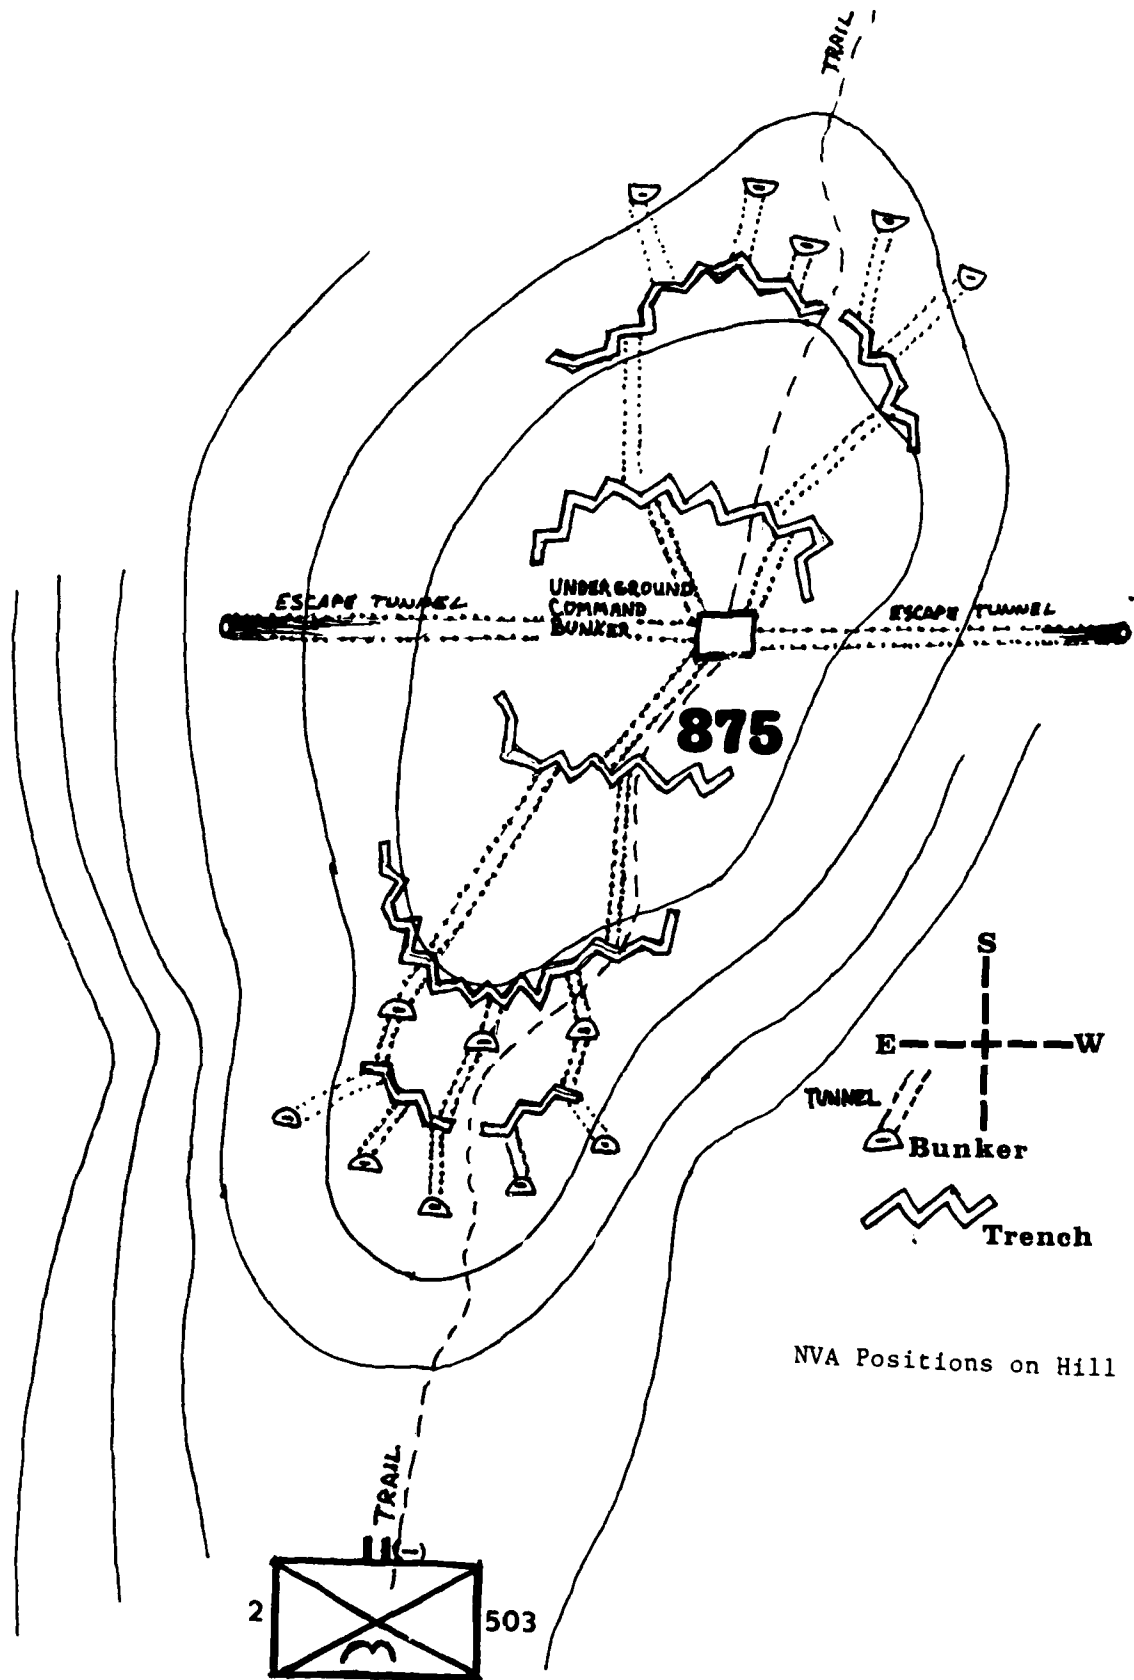 TRAIL
ESCAPE TUNNEL
UNDERGROUND
COMMAND
BUNKER
ESCAPE TUNNEL
875
S
E W
TUNNEL
Bunker
Trench
NVA Positions on Hill
TRAIL
(-)
2
503